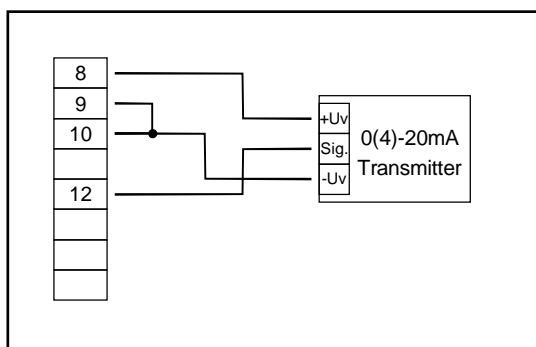 8
9
10
12
+Uv
Sig.
-Uv
0(4)-20mA
Transmitter